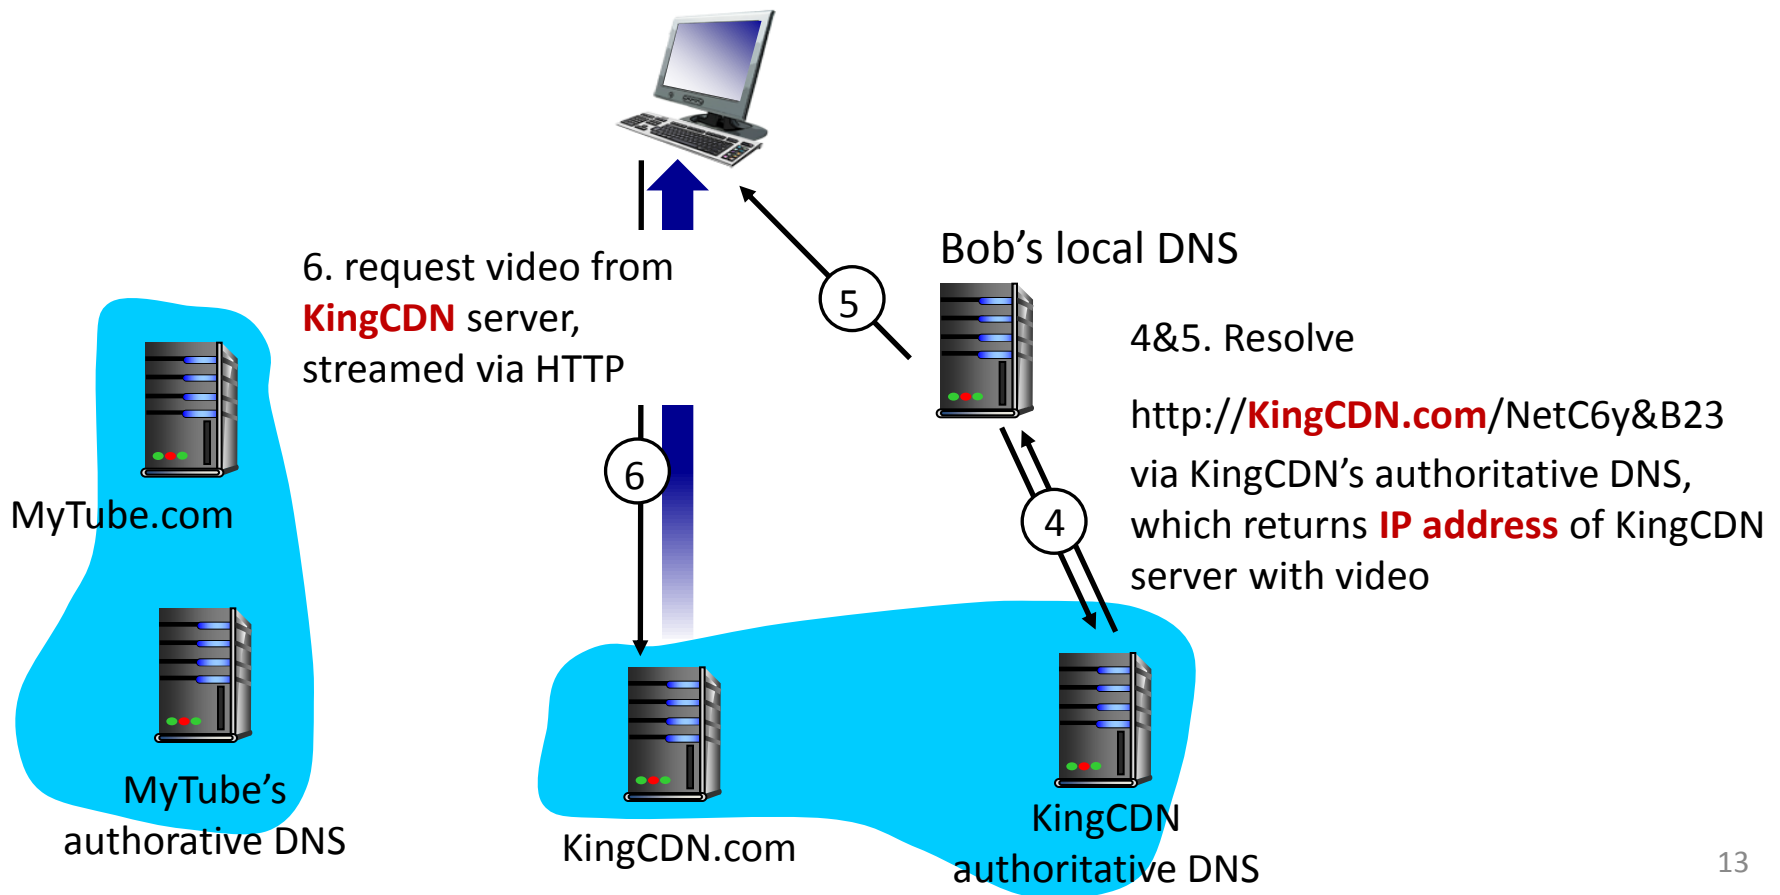 6. request video from
KingCDN server,
streamed via HTTP
5
Bob's local DNS
4&5. Resolve
http://KingCDN.com/NetC6y&B23
via KingCDN's authoritative DNS,
which returns IP address of KingCDN
server with video
6
4
MyTube.com
MyTube's
authorative DNS
KingCDN.com
KingCDN
authoritative DNS
13